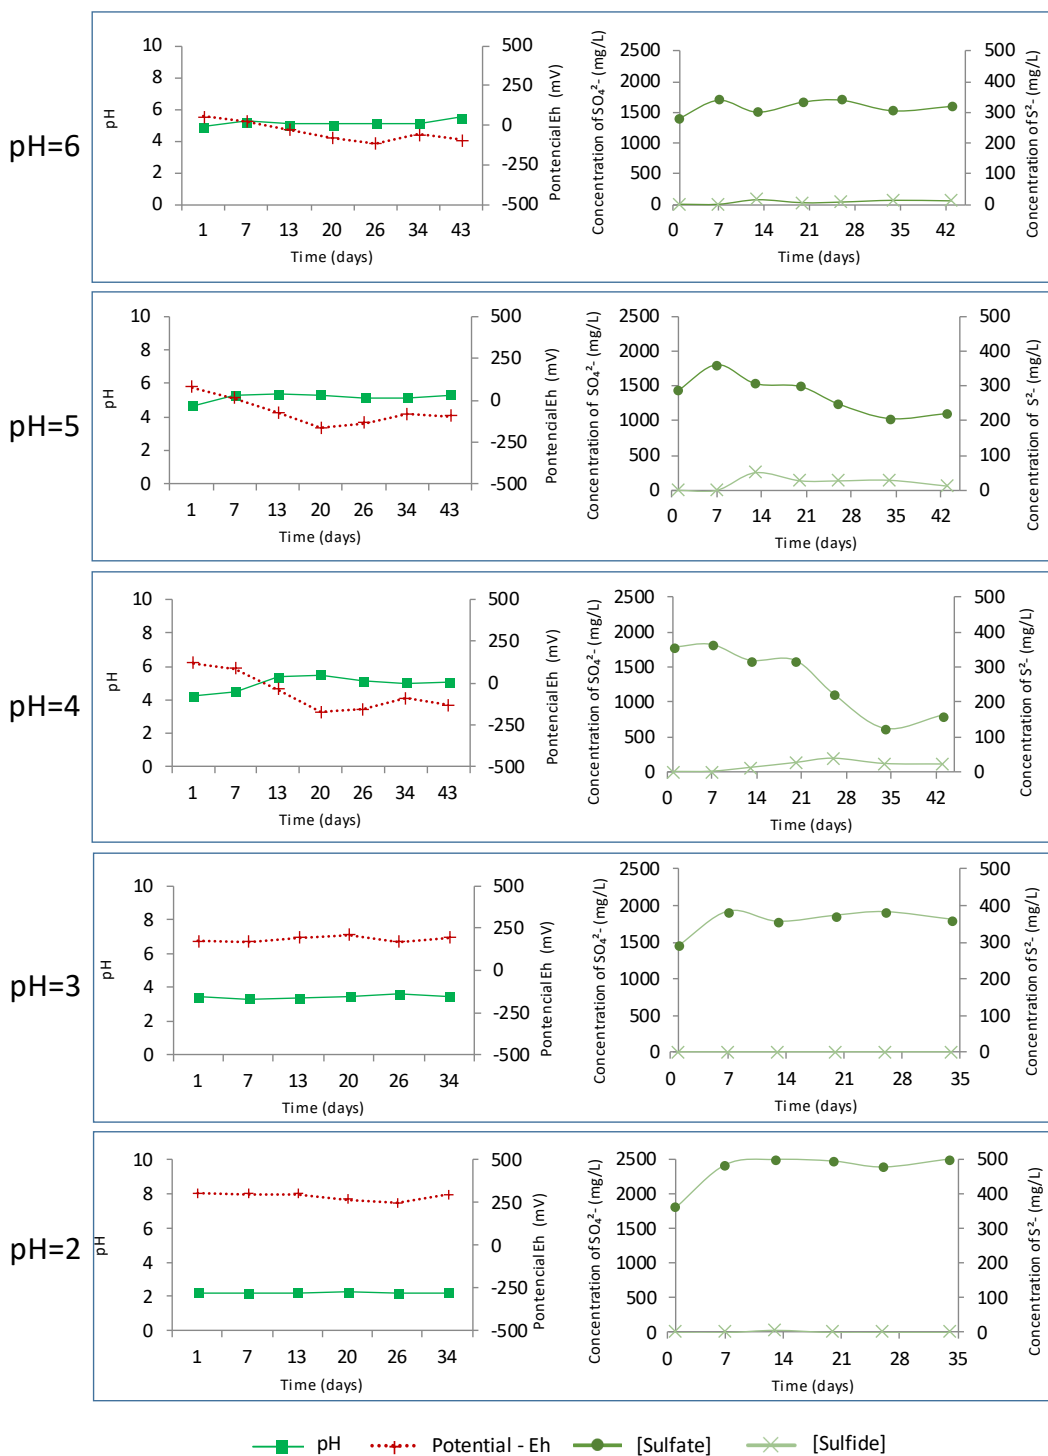 pH=6
10
8
6
4
2
0
pH
500
250
0
-250
-500
Pontencial Eh (mV)
1 7 13 20 26 34 43
Time (days)
2500
2000
1500
1000
500
0
Concentration of SO₄²- (mg/L)
500
400
300
200
100
0
Concentration of S²- (mg/L)
0 7 14 21 28 35 42
Time (days)
pH=5
10
8
6
4
2
0
pH
500
250
0
-250
-500
Pontencial Eh (mV)
1 7 13 20 26 34 43
Time (days)
2500
2000
1500
1000
500
0
Concentration of SO₄²- (mg/L)
500
400
300
200
100
0
Concentration of S²- (mg/L)
0 7 14 21 28 35 42
Time (days)
pH=4
10
8
6
4
2
0
pH
500
250
0
-250
-500
Pontencial Eh (mV)
1 7 13 20 26 34 43
Time (days)
2500
2000
1500
1000
500
0
Concentration of SO₄²- (mg/L)
500
400
300
200
100
0
Concentration of S²- (mg/L)
0 7 14 21 28 35 42
Time (days)
pH=3
10
8
6
4
2
0
pH
500
250
0
-250
-500
Pontencial Eh (mV)
1 7 13 20 26 34
Time (days)
2500
2000
1500
1000
500
0
Concentration of SO₄²- (mg/L)
500
400
300
200
100
0
Concentration of S²- (mg/L)
0 7 14 21 28 35
Time (days)
pH=2
10
8
6
4
2
0
pH
500
250
0
-250
-500
Pontencial Eh (mV)
1 7 13 20 26 34
Time (days)
2500
2000
1500
1000
500
0
Concentration of SO₄²- (mg/L)
500
400
300
200
100
0
Concentration of S²- (mg/L)
0 7 14 21 28 35
Time (days)
pH Potential - Eh [Sulfate] [Sulfide]